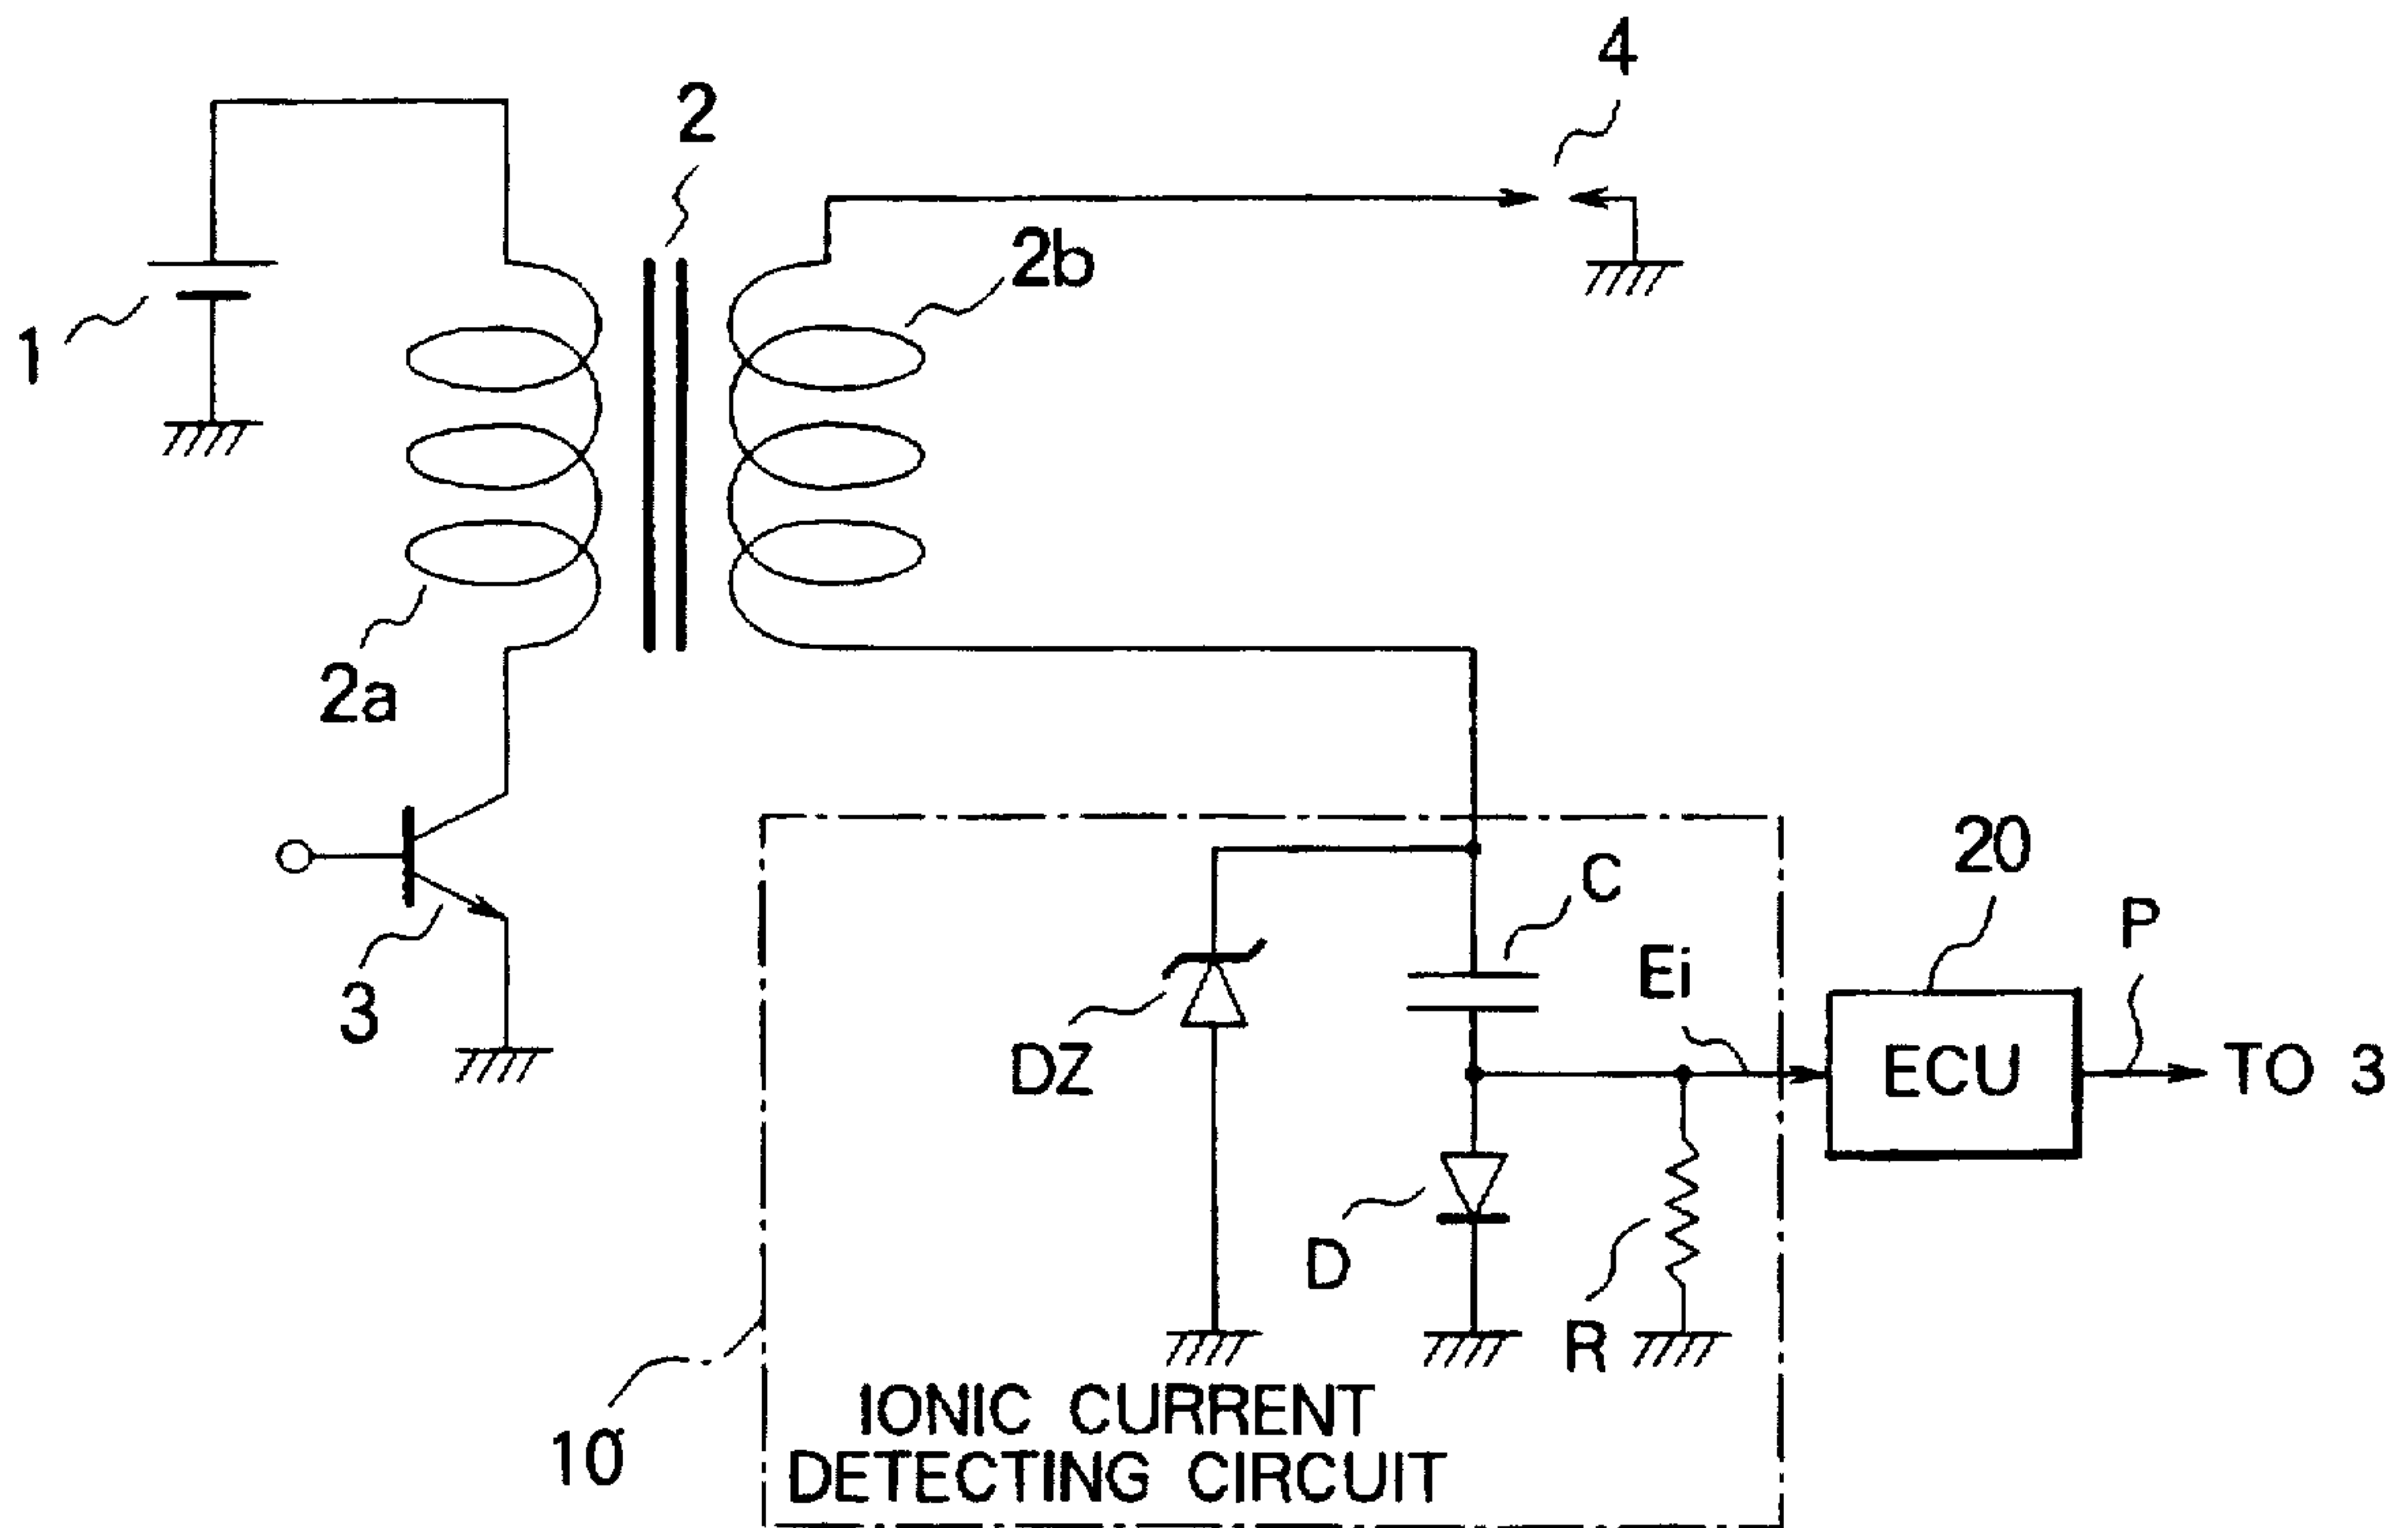 4
2
2b
1
2a
3
C
20
P
Ei
DZ
ECU
TO 3
D
R
10
IONIC CURRENT
DETECTING CIRCUIT